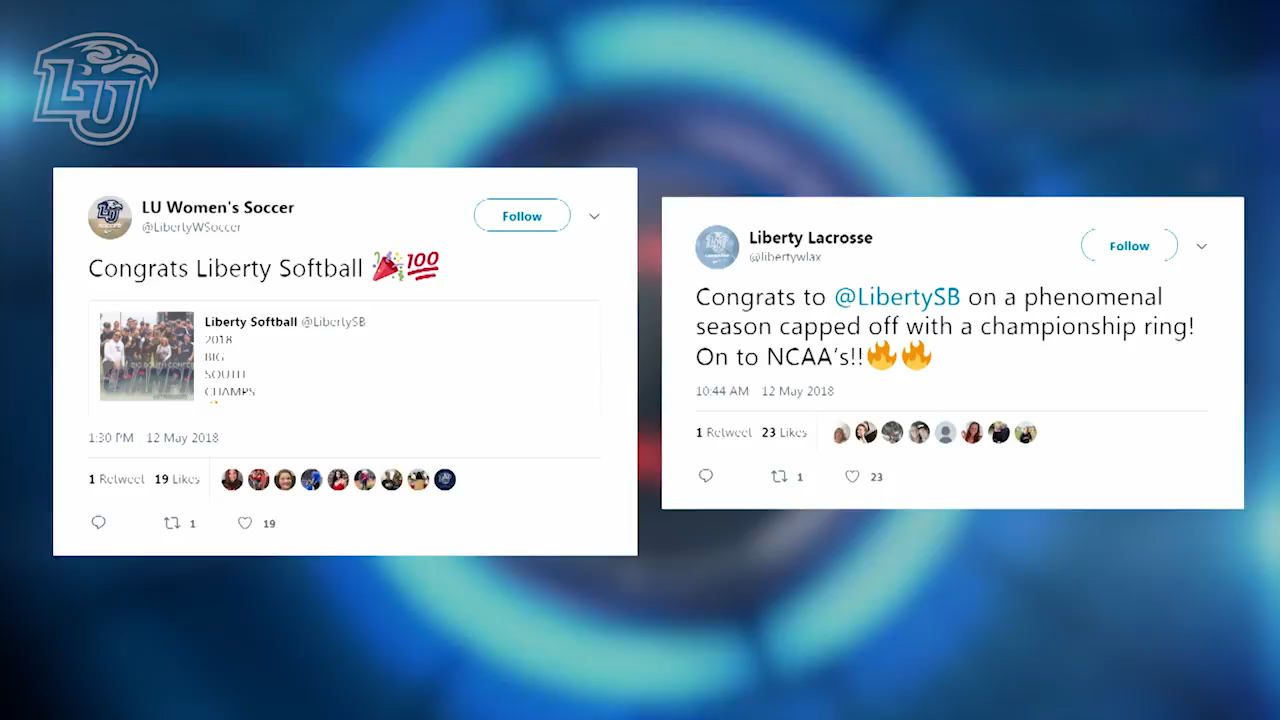 LU
LU Women's Soccer
@LibertyWSoccer
Follow
Congrats Liberty Softball 🎉💯
Liberty Softball @LibertySB
2018
BIG
SOUTH
CHAMPS
1:30 PM 12 May 2018
1 Retweet 19 Likes
1 19
Liberty Lacrosse
@libertywlax
Follow
Congrats to @LibertySB on a phenomenal
season capped off with a championship ring!
On to NCAA's!!🔥🔥
10:44 AM 12 May 2018
1 Retweet 23 Likes
1 23